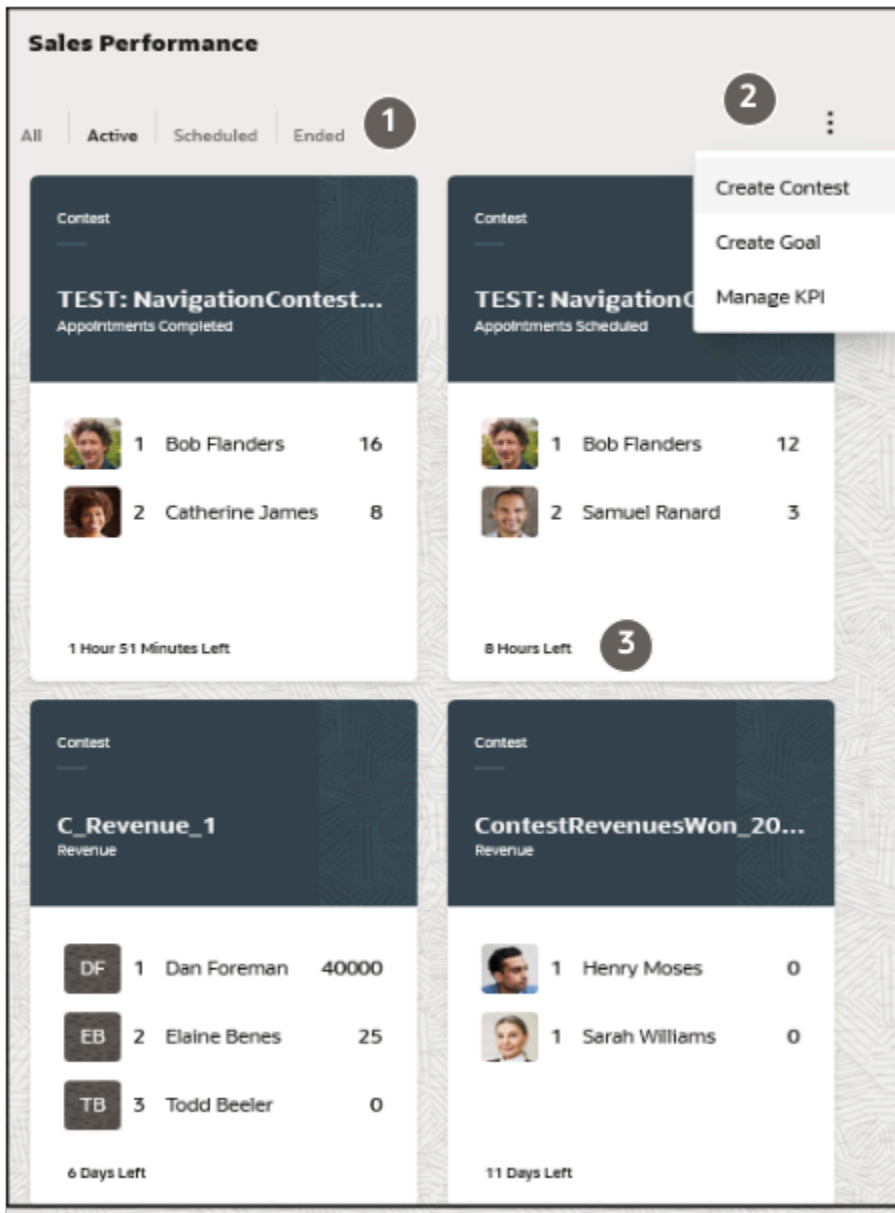 Sales Performance
All Active Scheduled Ended 1
2
Create Contest
Create Goal
Manage KPI
Contest
TEST: NavigationContest...
Appointments Completed
1 Bob Flanders 16
2 Catherine James 8
1 Hour 51 Minutes Left
Contest
TEST: NavigationC
Appointments Scheduled
1 Bob Flanders 12
2 Samuel Ranard 3
8 Hours Left 3
Contest
C_Revenue_1
Revenue
DF 1 Dan Foreman 40000
EB 2 Elaine Benes 25
TB 3 Todd Beeler 0
6 Days Left
Contest
ContestRevenuesWon_20...
Revenue
1 Henry Moses 0
1 Sarah Williams 0
11 Days Left